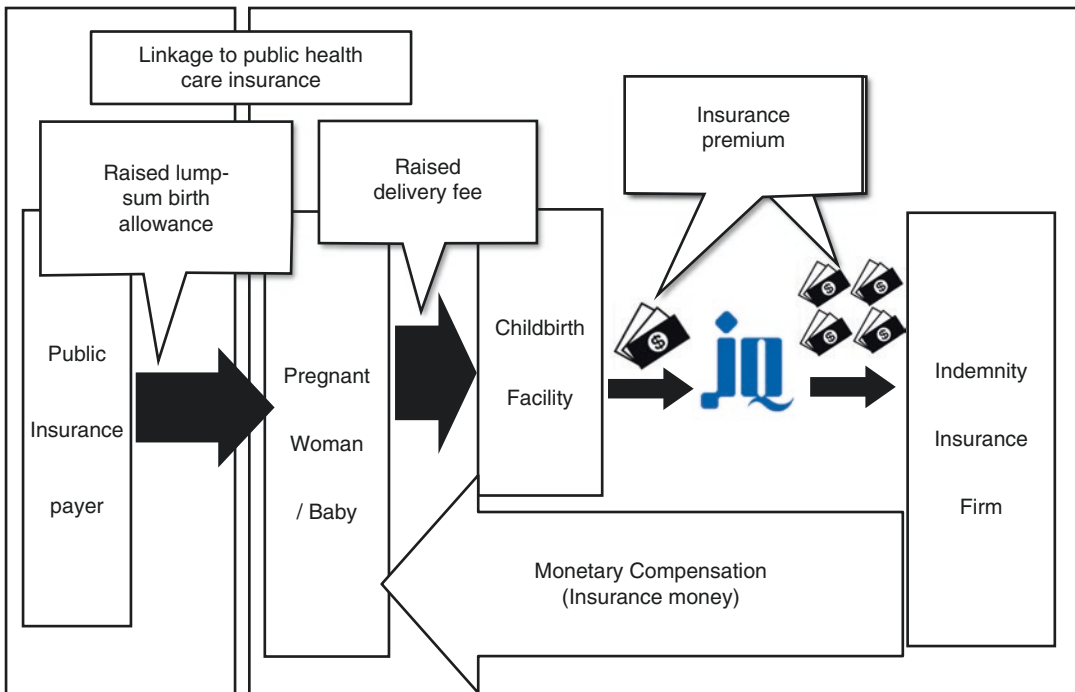 Linkage to public health
care insurance
Raised lump-
sum birth
allowance
Raised
delivery fee
Insurance
premium
Public
Insurance
payer
Pregnant
Woman
/ Baby
Childbirth
Facility
jQ
Indemnity
Insurance
Firm
Monetary Compensation
(Insurance money)